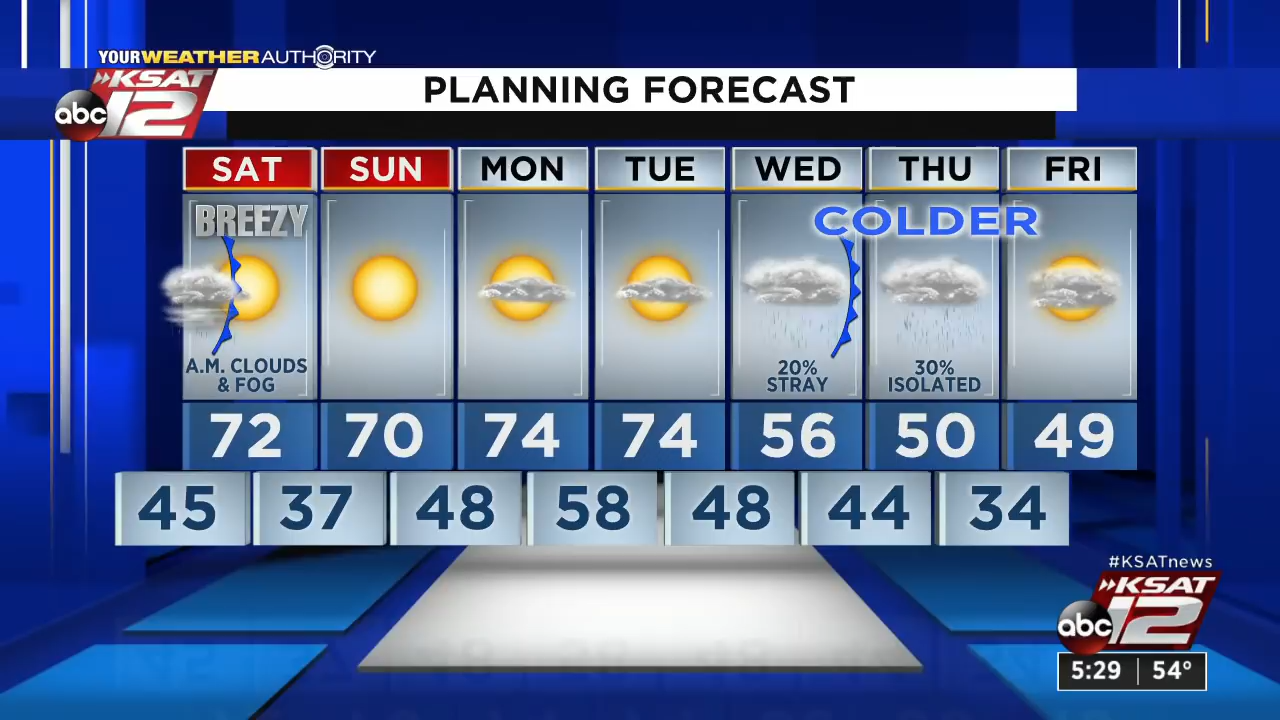 YOURWEATHERAUTHORITY
KSAT
abc 12
PLANNING FORECAST
SAT SUN MON TUE WED THU FRI
BREEZY COLDER
A.M. CLOUDS
& FOG
20%
STRAY
30%
ISOLATED
72 70 74 74 56 50 49
45 37 48 58 48 44 34
#KSATnews
KSAT
abc 12
5:29 54°